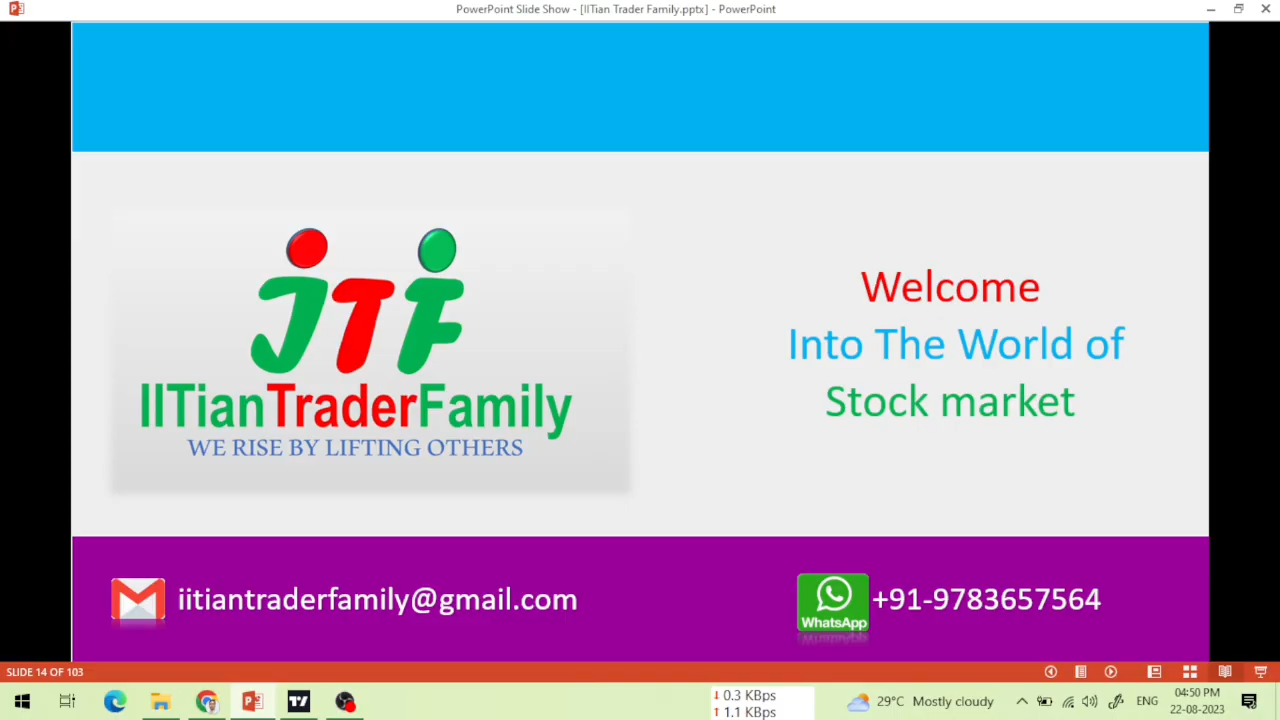 PowerPoint Slide Show - [IITian Trader Family.pptx] - PowerPoint
ITF
IITianTraderFamily
WE RISE BY LIFTING OTHERS
Welcome
Into The World of
Stock market
iitiantraderfamily@gmail.com
WhatsApp
+91-9783657564
SLIDE 14 OF 103
↓ 0.3 KBps
↑ 1.1 KBps
29°C Mostly cloudy
ENG
04:50 PM
22-08-2023